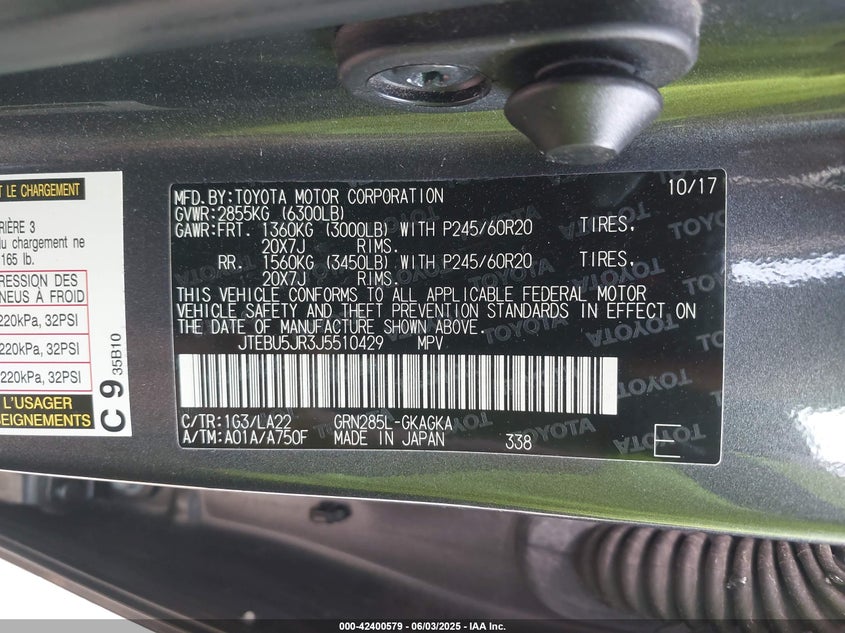 T LE CHARGEMENT
RIÈRE 3
du chargement ne
165 lb.
RESSION DES
NEUS À FROID
220kPa, 32PSI
220kPa, 32PSI
220kPa, 32PSI
L'USAGER
SEIGNEMENTS
C 9 35B10
MFD.BY:TOYOTA MOTOR CORPORATION 10/17
GVWR:2855KG (6300LB)
GAWR:FRT. 1360KG (3000LB) WITH P245/60R20 TIRES,
20X7J RIMS.
RR. 1560KG (3450LB) WITH P245/60R20 TIRES,
20X7J RIMS.
THIS VEHICLE CONFORMS TO ALL APPLICABLE FEDERAL MOTOR
VEHICLE SAFETY AND THEFT PREVENTION STANDARDS IN EFFECT ON
THE DATE OF MANUFACTURE SHOWN ABOVE.
JTEBU5JR3J5510429 MPV
C/TR:1G3/LA22 GRN285L-GKAGKA
A/TM:A01A/A750F MADE IN JAPAN 338 E
000-42400579 - 06/03/2025 - IAA Inc.